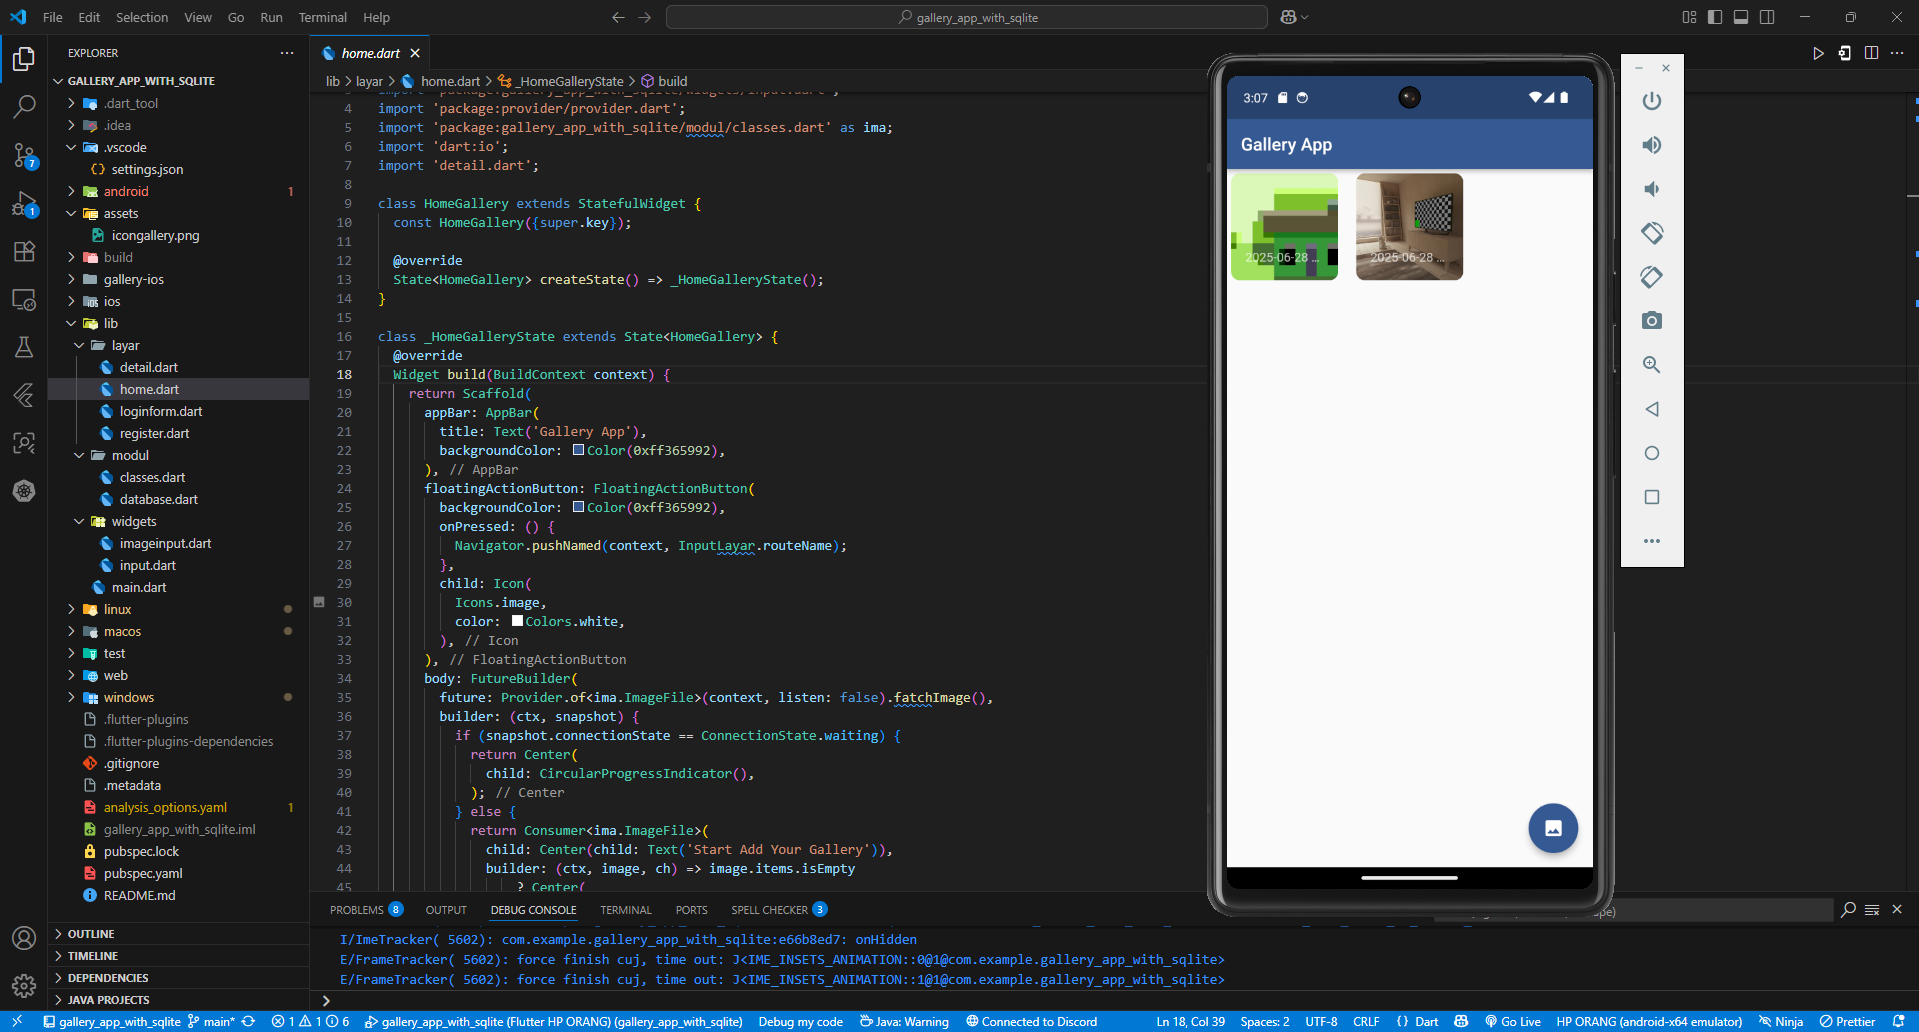 File Edit Selection View Go Run Terminal Help
gallery_app_with_sqlite
EXPLORER
GALLERY_APP_WITH_SQLITE
.dart_tool
.idea
.vscode
settings.json
android 1
assets
icongallery.png
build
gallery-ios
ios
lib
layar
detail.dart
home.dart
loginform.dart
register.dart
modul
classes.dart
database.dart
widgets
imageinput.dart
input.dart
main.dart
linux
macos
test
web
windows
.flutter-plugins
.flutter-plugins-dependencies
.gitignore
.metadata
analysis_options.yaml 1
gallery_app_with_sqlite.iml
pubspec.lock
pubspec.yaml
README.md
OUTLINE
TIMELINE
DEPENDENCIES
JAVA PROJECTS
7
1
home.dart
lib > layar > home.dart > _HomeGalleryState > build
4 import 'package:provider/provider.dart';
5 import 'package:gallery_app_with_sqlite/modul/classes.dart' as ima;
6 import 'dart:io';
7 import 'detail.dart';
8
9 class HomeGallery extends StatefulWidget {
10 const HomeGallery({super.key});
11
12 @override
13 State<HomeGallery> createState() => _HomeGalleryState();
14 }
15
16 class _HomeGalleryState extends State<HomeGallery> {
17 @override
18 Widget build(BuildContext context) {
19 return Scaffold(
20 appBar: AppBar(
21 title: Text('Gallery App'),
22 backgroundColor: Color(0xff365992),
23 ), // AppBar
24 floatingActionButton: FloatingActionButton(
25 backgroundColor: Color(0xff365992),
26 onPressed: () {
27 Navigator.pushNamed(context, InputLayar.routeName);
28 },
29 child: Icon(
30 Icons.image,
31 color: Colors.white,
32 ), // Icon
33 ), // FloatingActionButton
34 body: FutureBuilder(
35 future: Provider.of<ima.ImageFile>(context, listen: false).fatchImage(),
36 builder: (ctx, snapshot) {
37 if (snapshot.connectionState == ConnectionState.waiting) {
38 return Center(
39 child: CircularProgressIndicator(),
40 ); // Center
41 } else {
42 return Consumer<ima.ImageFile>(
43 child: Center(child: Text('Start Add Your Gallery')),
44 builder: (ctx, image, ch) => image.items.isEmpty
45 ? Center(
3:07
Gallery App
2025-06-28 ...
2025-06-28 ...
PROBLEMS 8 OUTPUT DEBUG CONSOLE TERMINAL PORTS SPELL CHECKER 3
I/ImeTracker( 5602): com.example.gallery_app_with_sqlite:e66b8ed7: onHidden
E/FrameTracker( 5602): force finish cuj, time out: J<IME_INSETS_ANIMATION::0@1@com.example.gallery_app_with_sqlite>
E/FrameTracker( 5602): force finish cuj, time out: J<IME_INSETS_ANIMATION::1@1@com.example.gallery_app_with_sqlite>
gallery_app_with_sqlite main* 1 1 6 gallery_app_with_sqlite (Flutter HP ORANG) (gallery_app_with_sqlite) Debug my code Java: Warning Connected to Discord Ln 18, Col 39 Spaces: 2 UTF-8 CRLF {} Dart Go Live HP ORANG (android-x64 emulator) Ninja Prettier